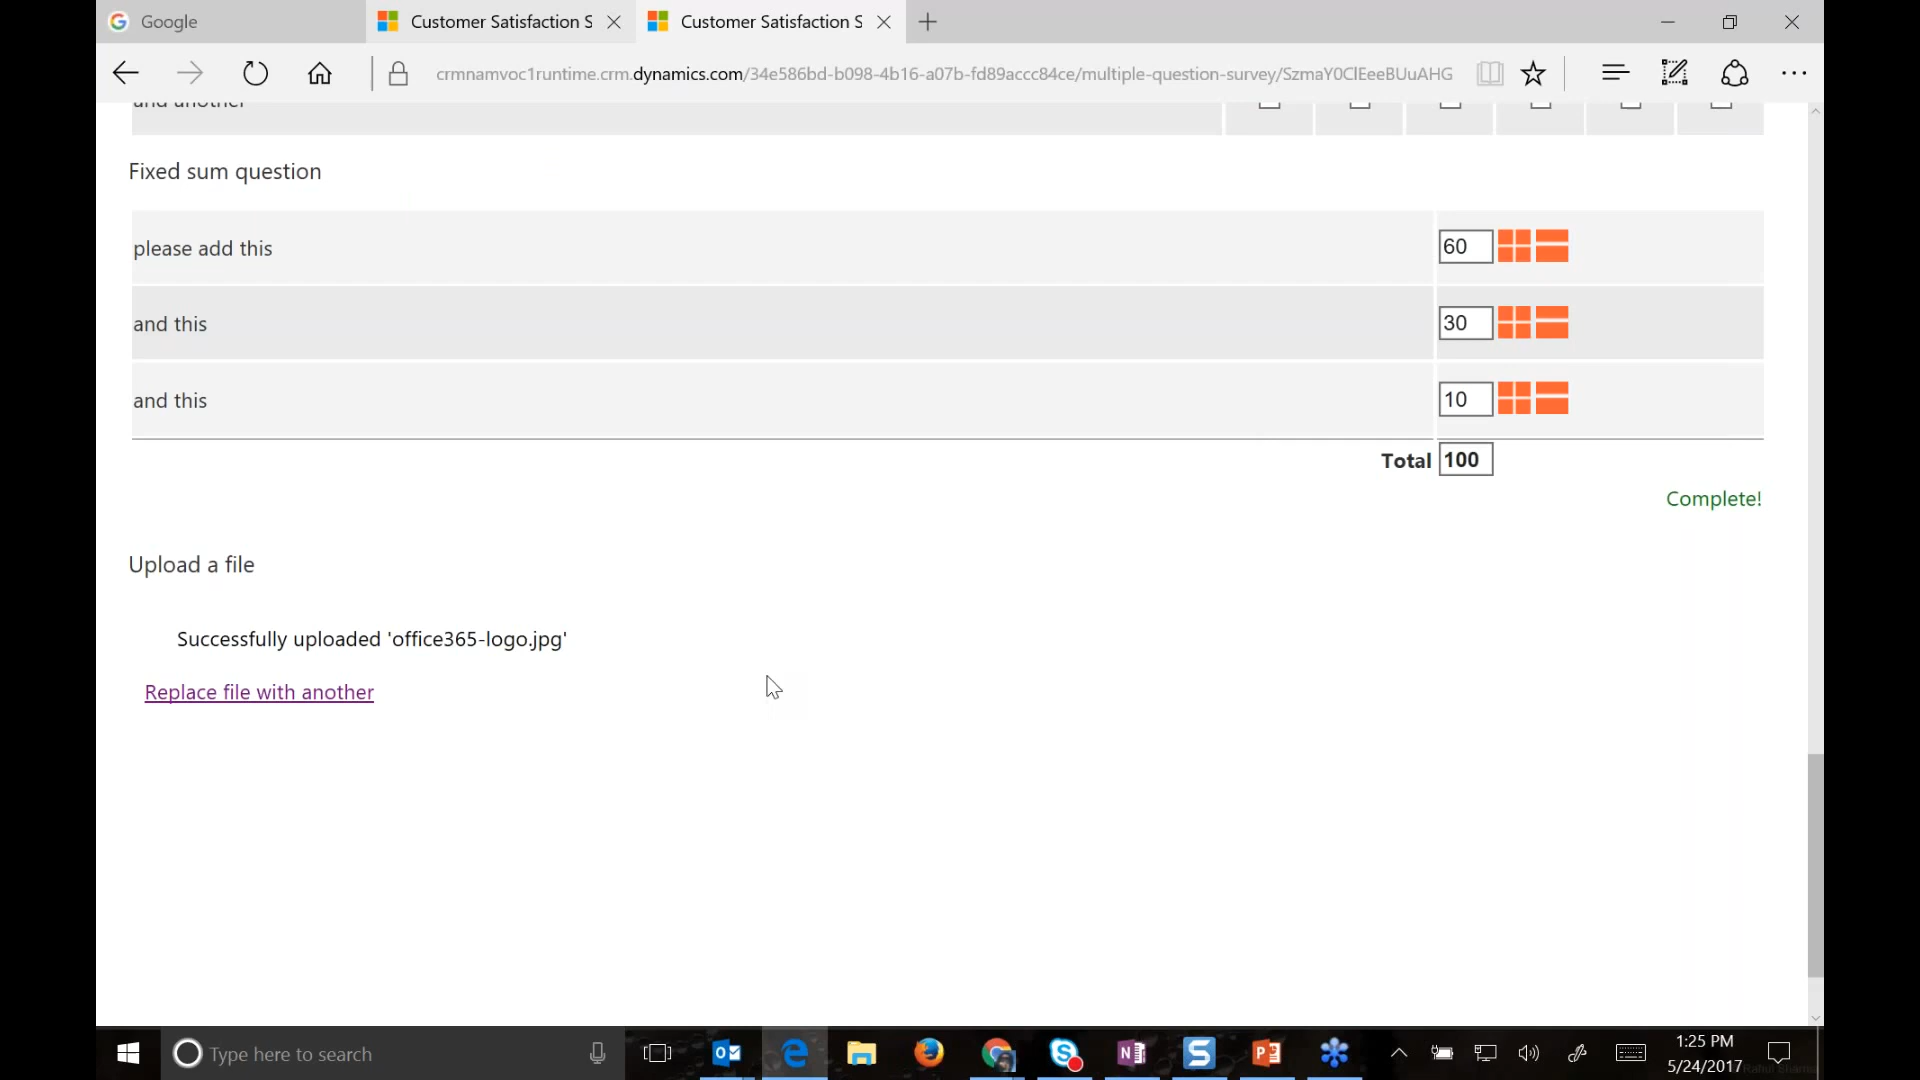 Google
Customer Satisfaction S
Customer Satisfaction S
crmnamvoc1runtime.crm.dynamics.com/34e586bd-b098-4b16-a07b-fd89accc84ce/multiple-question-survey/SzmaY0ClEeeBUuAHG
and another
Fixed sum question
please add this
60
and this
30
and this
10
Total 100
Complete!
Upload a file
Successfully uploaded 'office365-logo.jpg'
Replace file with another
Type here to search
1:25 PM
5/24/2017